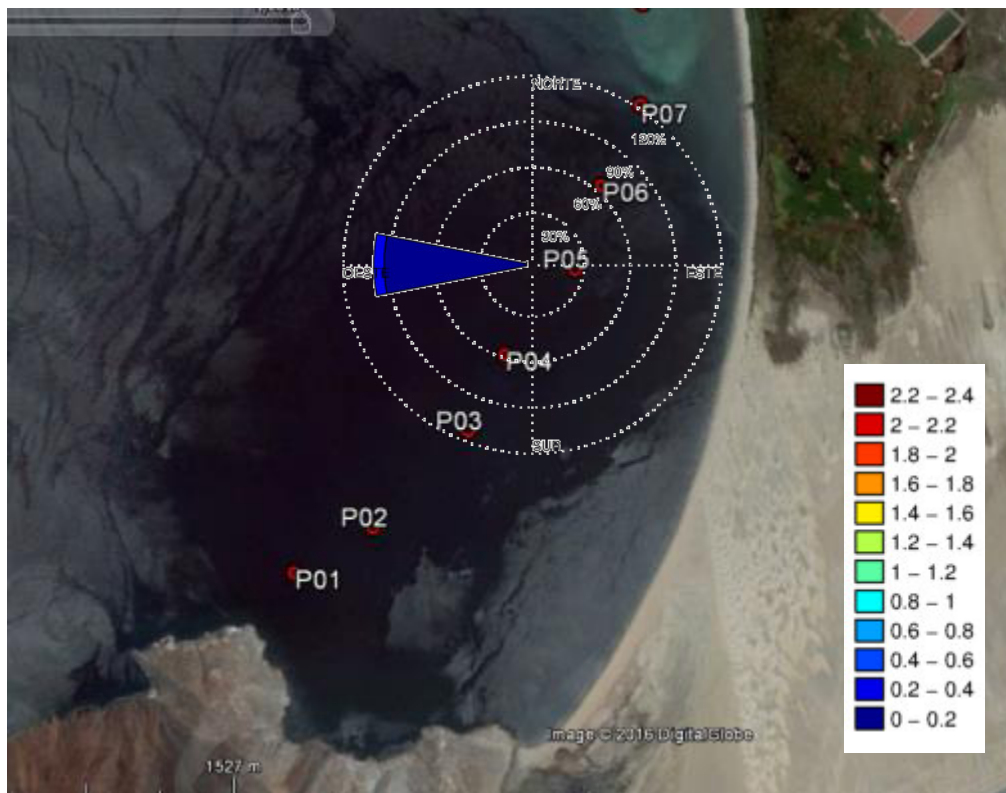 NORTE
P07
120%
90%
P06
60%
30%
P05
OES
ESTE
P04
P03
SUR
P02
P01
2.2 – 2.4
2 – 2.2
1.8 – 2
1.6 – 1.8
1.4 – 1.6
1.2 – 1.4
1 – 1.2
0.8 – 1
0.6 – 0.8
0.4 – 0.6
0.2 – 0.4
0 – 0.2
Image © 2016 DigitalGlobe
1527 m